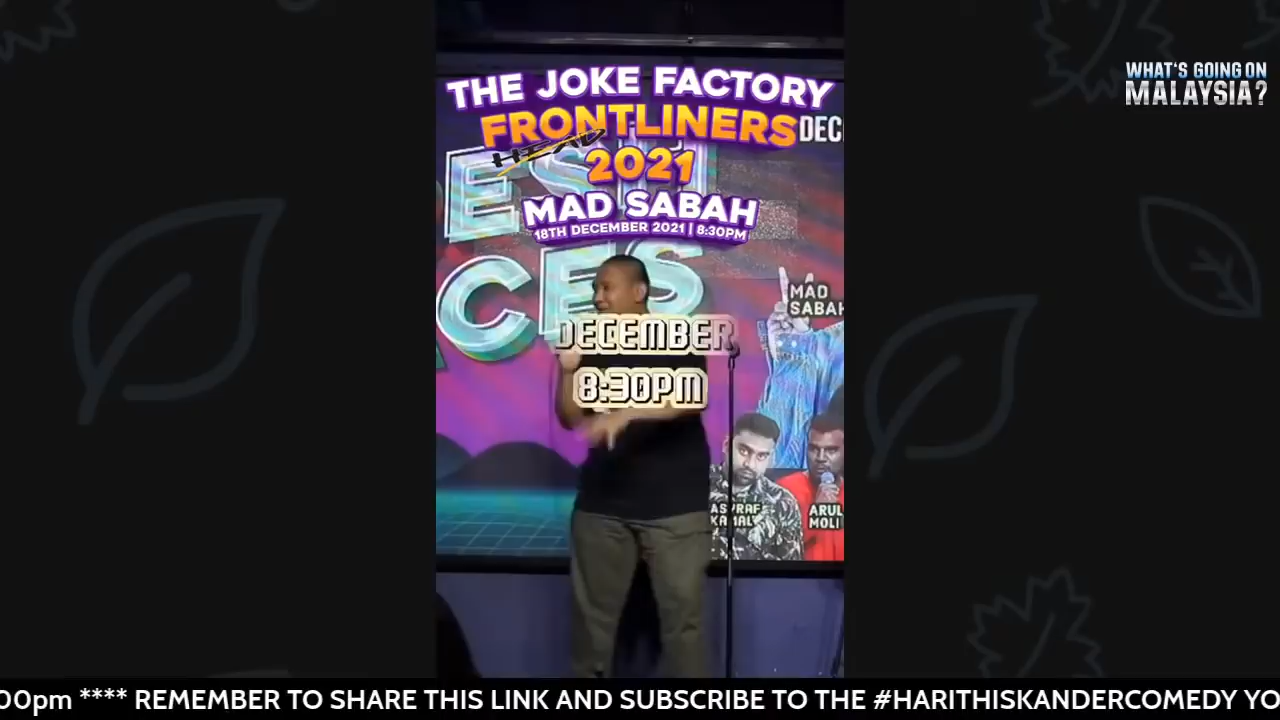 THE JOKE FACTORY
FRONTLINERS
HEAD
2021
MAD SABAH
18TH DECEMBER 2021 | 8:30PM
WHAT'S GOING ON
MALAYSIA?
DEC
ESH
ACES
MAD
SABAH
DECEMBER
8:30PM
ASYRAF
KAMAL
ARUL
MOLI
00pm **** REMEMBER TO SHARE THIS LINK AND SUBSCRIBE TO THE #HARITHISKANDERCOMEDY YO